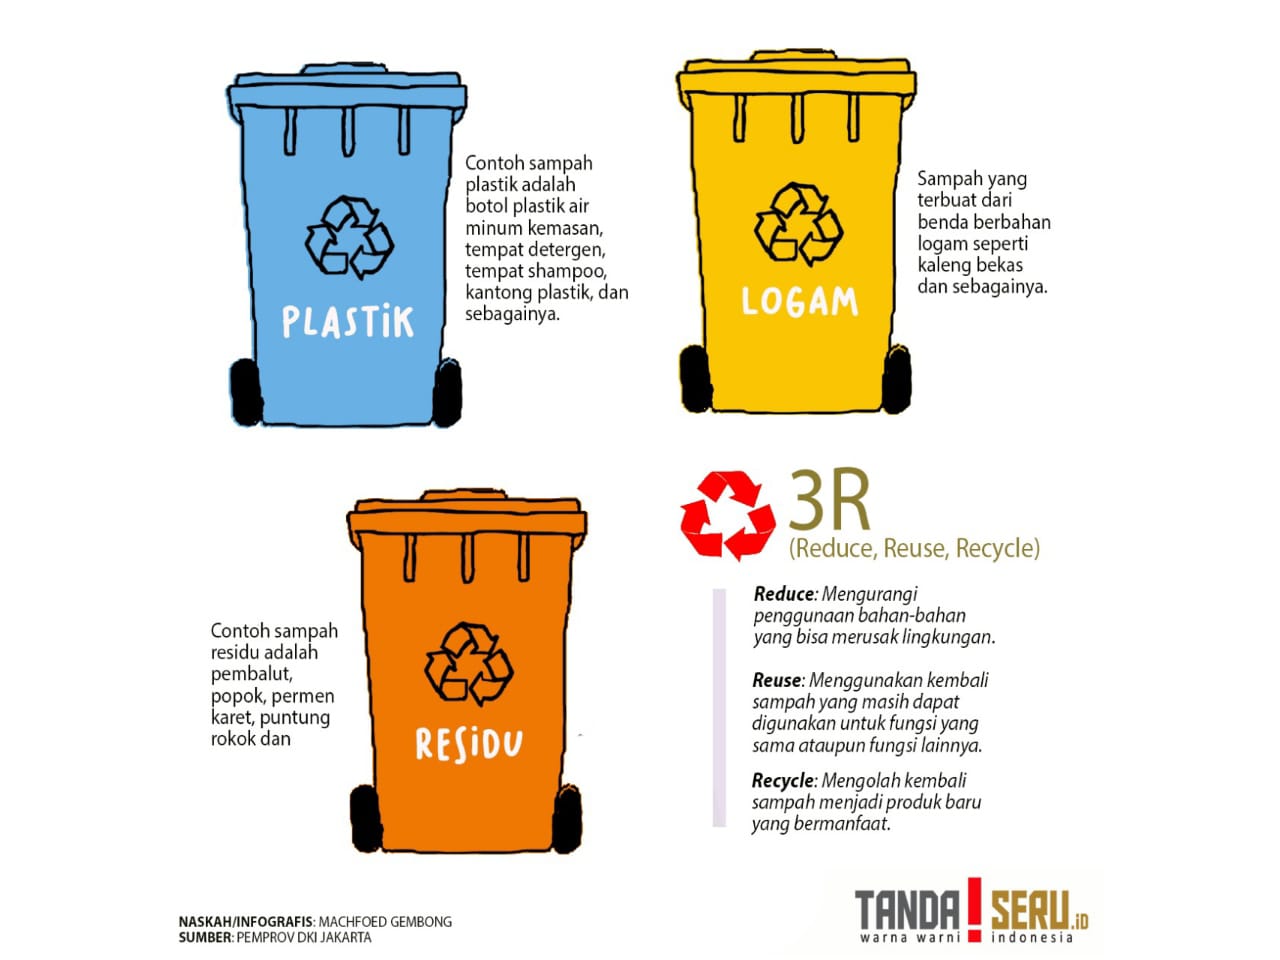 Contoh sampah
plastik adalah
botol plastik air
minum kemasan,
tempat detergen,
tempat shampoo,
kantong plastik, dan
sebagainya.
PLASTiK
Sampah yang
terbuat dari
benda berbahan
logam seperti
kaleng bekas
dan sebagainya.
LOGAM
Contoh sampah
residu adalah
pembalut,
popok, permen
karet, puntung
rokok dan
RESiDU
3R
(Reduce, Reuse, Recycle)
Reduce: Mengurangi
penggunaan bahan-bahan
yang bisa merusak lingkungan.
Reuse: Menggunakan kembali
sampah yang masih dapat
digunakan untuk fungsi yang
sama ataupun fungsi lainnya.
Recycle: Mengolah kembali
sampah menjadi produk baru
yang bermanfaat.
NASKAH/INFOGRAFIS: MACHFOED GEMBONG
SUMBER: PEMPROV DKI JAKARTA
TANDA!SERU.iD
warna warni indonesia